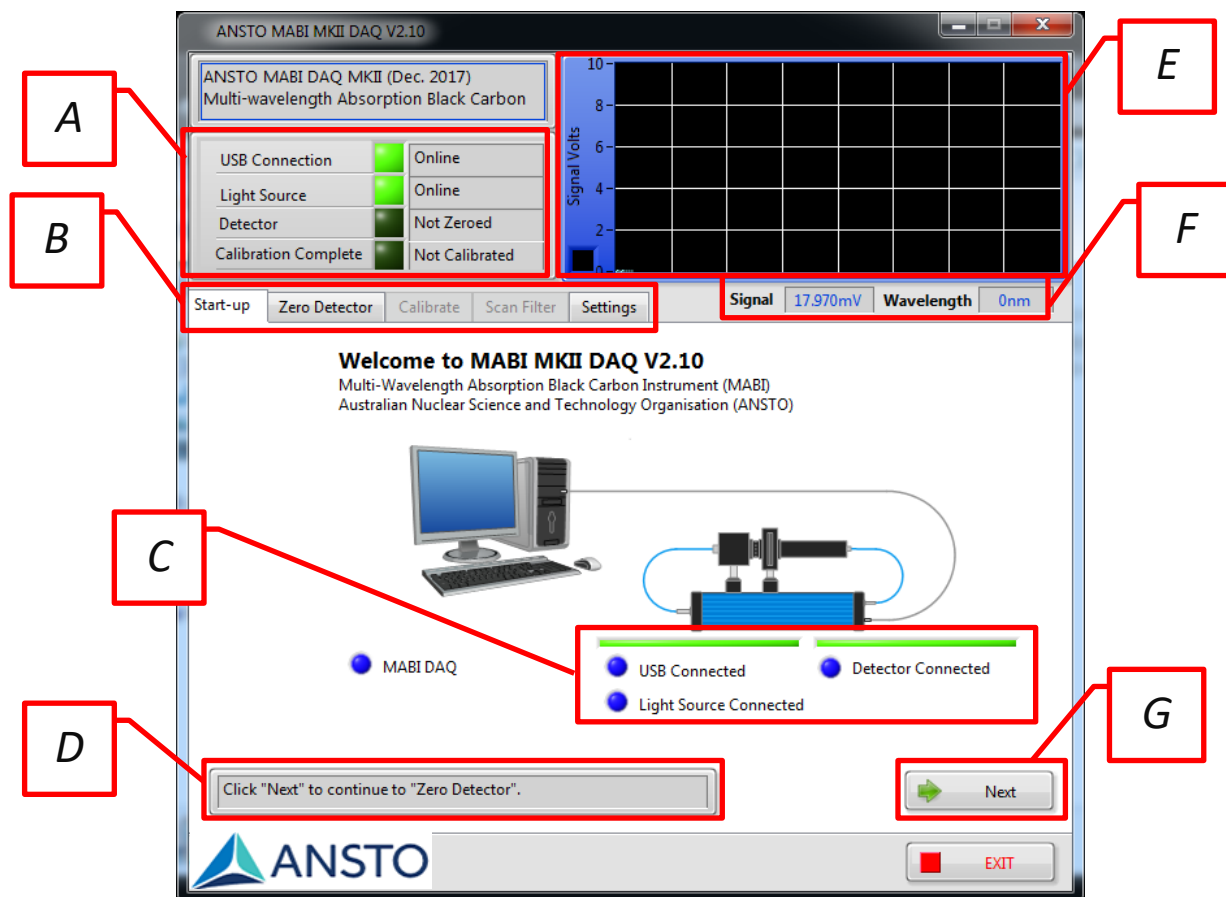 ANSTO MABI MKII DAQ V2.10
ANSTO MABI DAQ MKII (Dec. 2017)
Multi-wavelength Absorption Black Carbon
A
USB Connection Online
Light Source Online
Detector Not Zeroed
Calibration Complete Not Calibrated
B
E
Signal Volts
10
8
6
4
2
0
F
Start-up Zero Detector Calibrate Scan Filter Settings
Signal 17.970mV Wavelength 0nm
Welcome to MABI MKII DAQ V2.10
Multi-Wavelength Absorption Black Carbon Instrument (MABI)
Australian Nuclear Science and Technology Organisation (ANSTO)
C
MABI DAQ
USB Connected Detector Connected
Light Source Connected
D
G
Click "Next" to continue to "Zero Detector".
Next
ANSTO
EXIT